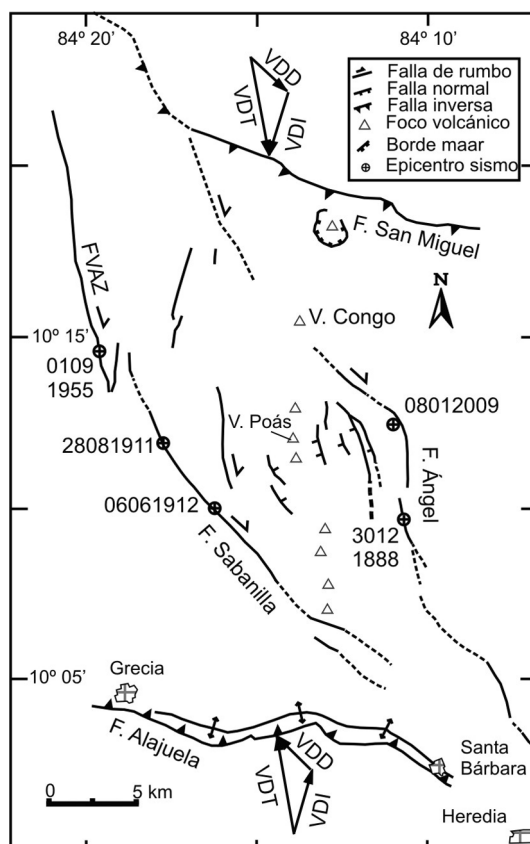 84º 20'
84º 10'
VDD
VDT
VDI
Falla de rumbo
Falla normal
Falla inversa
Foco volcánico
Borde maar
Epicentro sismo
F. San Miguel
N
FVAZ
V. Congo
10º 15'
0109
1955
08012009
V. Poás
28081911
F. Ángel
06061912
3012
1888
F. Sabanilla
10º 05'
Grecia
F. Alajuela
VDD
VDT
VDI
Santa
Bárbara
0
5 km
Heredia